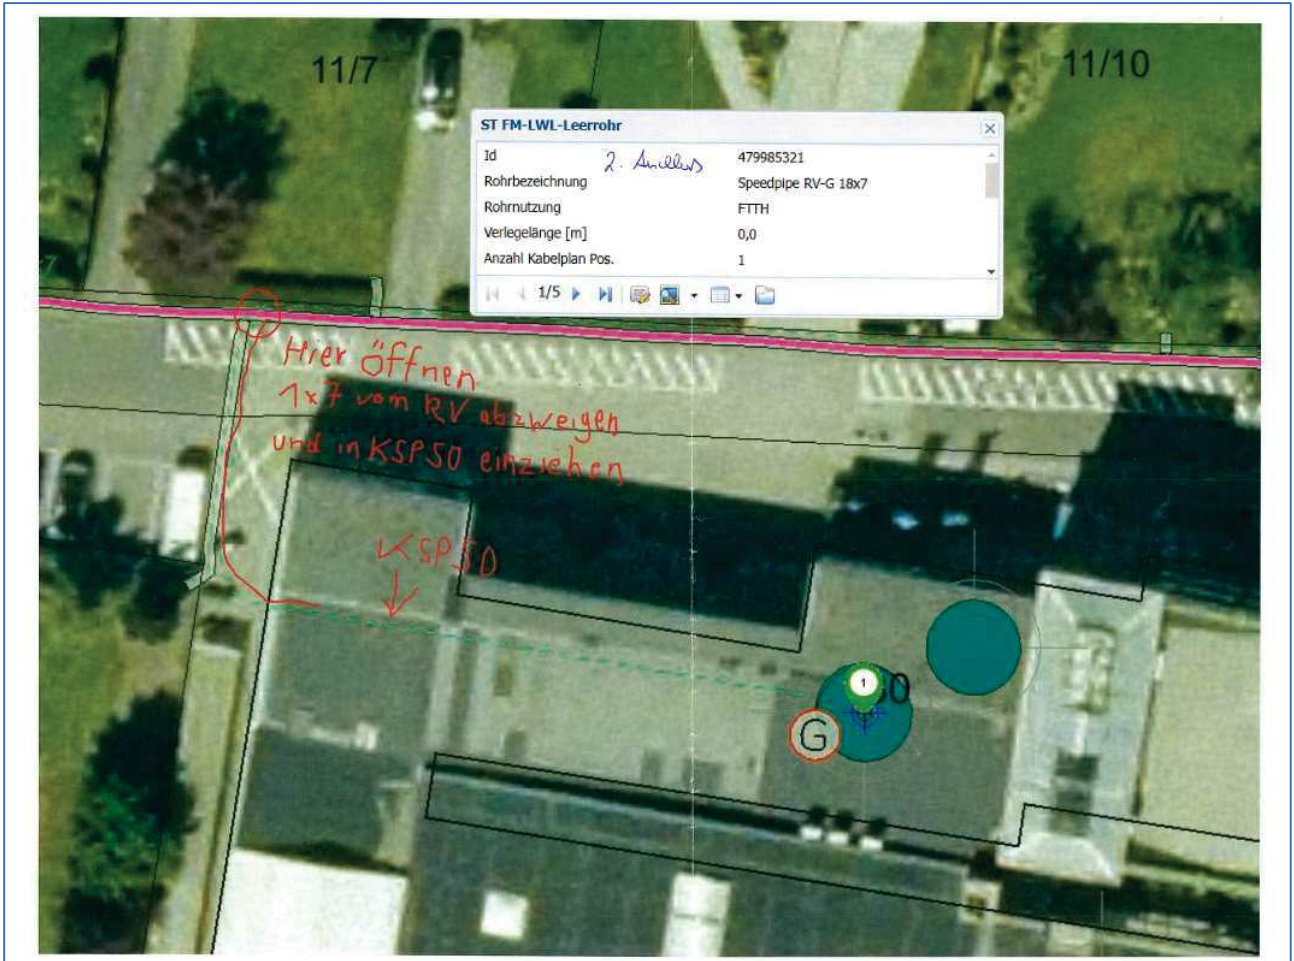 11/7
11/10
ST FM-LWL-Leerrohr
Id 479985321
2.
Rohrbezeichnung Speedpipe RV-G 18x7
Rohrnutzung FTTH
Verlegelänge [m] 0,0
Anzahl Kabelplan Pos. 1
1/5
Hier Öffnen
1x7 vom RV abzweigen
und in KSP50 einziehen
KSP50
1
G